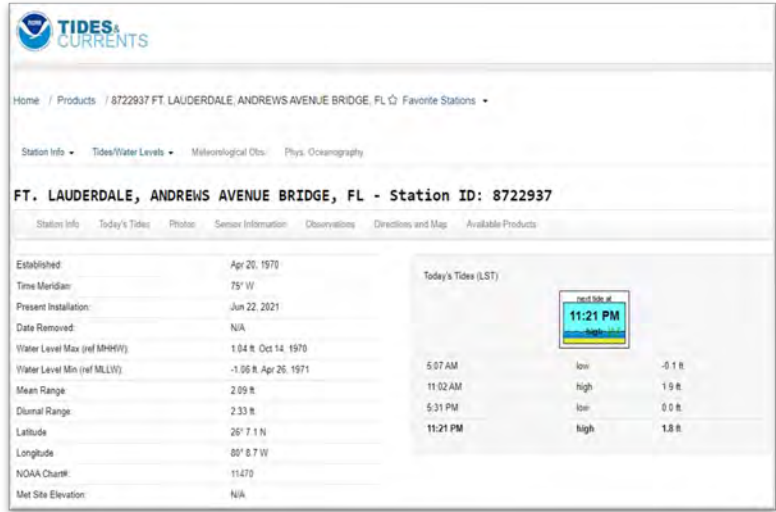 NOAA
TIDES&
CURRENTS
Home / Products / 8722937 FT. LAUDERDALE, ANDREWS AVENUE BRIDGE, FL ☆ Favorite Stations
Station Info Tides/Water Levels Meteorological Obs. Phys. Oceanography
FT. LAUDERDALE, ANDREWS AVENUE BRIDGE, FL - Station ID: 8722937
Station Info Today's Tides Photos Sensor Information Observations Directions and Map Available Products
Established: Apr 20, 1970
Time Meridian: 75° W
Present Installation: Jun 22, 2021
Date Removed: N/A
Water Level Max (ref MHHW): 1.04 ft. Oct 14, 1970
Water Level Min (ref MLLW): -1.06 ft. Apr 26, 1971
Mean Range: 2.09 ft.
Diurnal Range: 2.33 ft.
Latitude 26° 7.1 N
Longitude 80° 8.7 W
NOAA Chart#: 11470
Met Site Elevation: N/A
Today's Tides (LST)
next tide at
11:21 PM
high
5:07 AM low -0.1 ft.
11:02 AM high 1.9 ft.
5:31 PM low 0.0 ft.
11:21 PM high 1.8 ft.